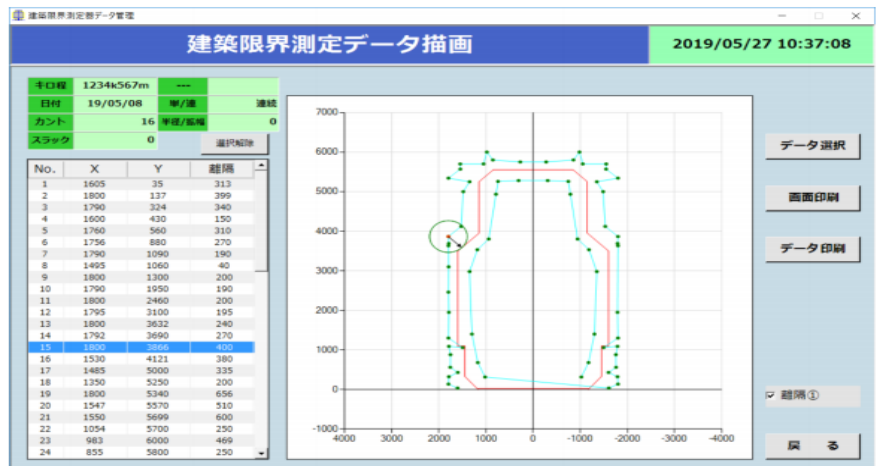 建築限界測定器データ管理
建築限界測定データ描画
2019/05/27 10:37:08
キロ程 1234k567m ---
日付 19/05/08 単/連 連続
カント 16 半径/拡幅 0
スラック 0 選択解除
No. X Y 離隔
1 1605 35 313
2 1800 137 399
3 1790 324 340
4 1600 430 150
5 1760 560 310
6 1756 880 270
7 1790 1090 190
8 1495 1060 40
9 1800 1300 200
10 1790 1950 190
11 1800 2460 200
12 1795 3100 195
13 1800 3632 240
14 1792 3690 270
15 1800 3866 400
16 1530 4121 380
17 1485 5000 335
18 1350 5250 200
19 1800 5340 656
20 1547 5570 510
21 1550 5699 600
22 1054 5700 250
23 983 6000 469
24 855 5800 250
7000
6000
5000
4000
3000
2000
1000
0
-1000
4000 3000 2000 1000 0 -1000 -2000 -3000 -4000
データ選択
画面印刷
データ印刷
離隔①
戻 る